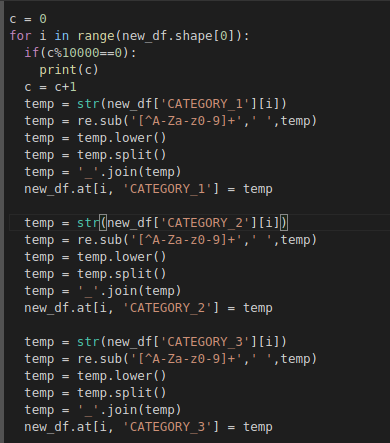 c = 0
for i in range(new_df.shape[0]):
  if(c%10000==0):
    print(c)
  c = c+1
  temp = str(new_df['CATEGORY_1'][i])
  temp = re.sub('[^A-Za-z0-9]+',' ',temp)
  temp = temp.lower()
  temp = temp.split()
  temp = '_'.join(temp)
  new_df.at[i, 'CATEGORY_1'] = temp

  temp = str(new_df['CATEGORY_2'][i])
  temp = re.sub('[^A-Za-z0-9]+',' ',temp)
  temp = temp.lower()
  temp = temp.split()
  temp = '_'.join(temp)
  new_df.at[i, 'CATEGORY_2'] = temp

  temp = str(new_df['CATEGORY_3'][i])
  temp = re.sub('[^A-Za-z0-9]+',' ',temp)
  temp = temp.lower()
  temp = temp.split()
  temp = '_'.join(temp)
  new_df.at[i, 'CATEGORY_3'] = temp